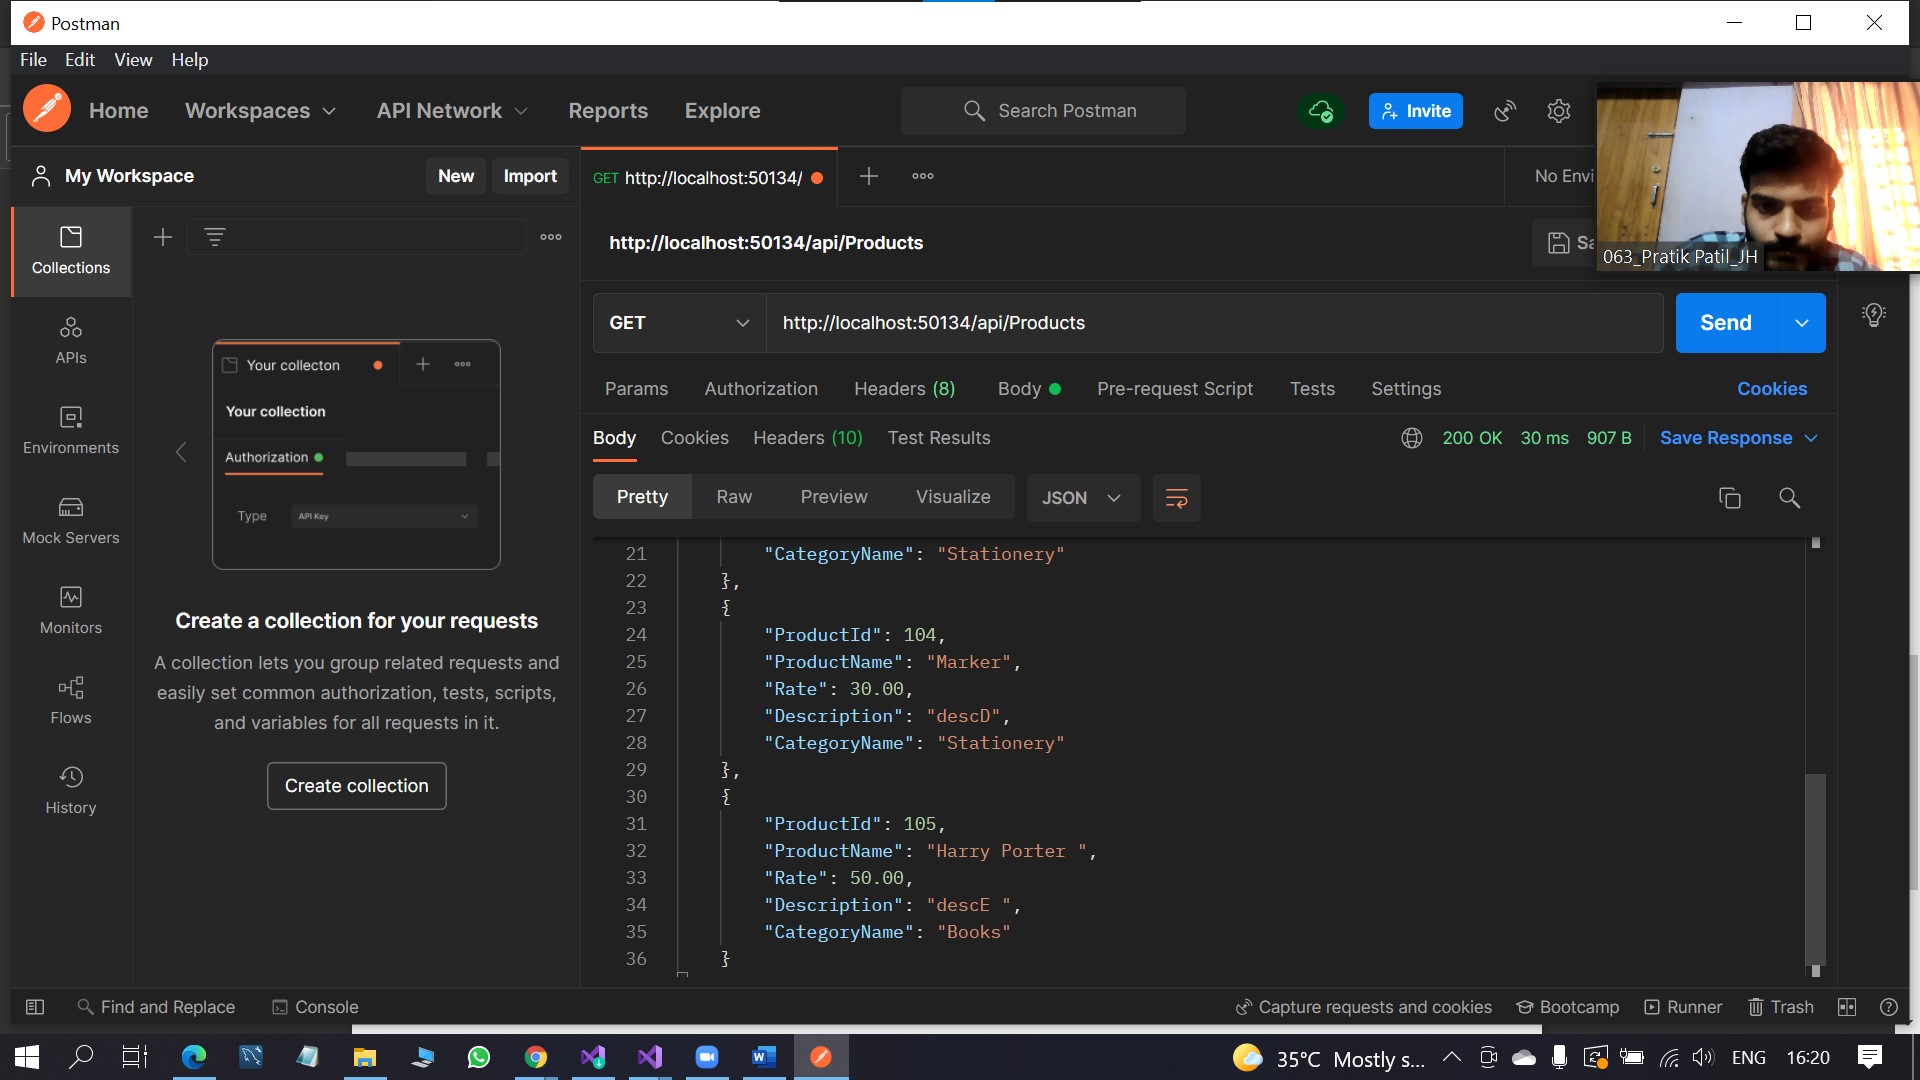 Postman
File Edit View Help
Home Workspaces API Network Reports Explore Search Postman Invite
My Workspace New Import GET http://localhost:50134/ No Envi
http://localhost:50134/api/Products Sa
063_Pratik Patil_JH
Collections
APIs
Environments
Mock Servers
Monitors
Flows
History
Your collecton
Your collection
Authorization
Type API Key
Create a collection for your requests
A collection lets you group related requests and
easily set common authorization, tests, scripts,
and variables for all requests in it.
Create collection
GET http://localhost:50134/api/Products Send
Params Authorization Headers (8) Body Pre-request Script Tests Settings Cookies
Body Cookies Headers (10) Test Results 200 OK 30 ms 907 B Save Response
Pretty Raw Preview Visualize JSON
21 "CategoryName": "Stationery"
22 },
23 {
24 "ProductId": 104,
25 "ProductName": "Marker",
26 "Rate": 30.00,
27 "Description": "descD",
28 "CategoryName": "Stationery"
29 },
30 {
31 "ProductId": 105,
32 "ProductName": "Harry Porter ",
33 "Rate": 50.00,
34 "Description": "descE ",
35 "CategoryName": "Books"
36 }
Find and Replace Console Capture requests and cookies Bootcamp Runner Trash
35°C Mostly s... ENG 16:20